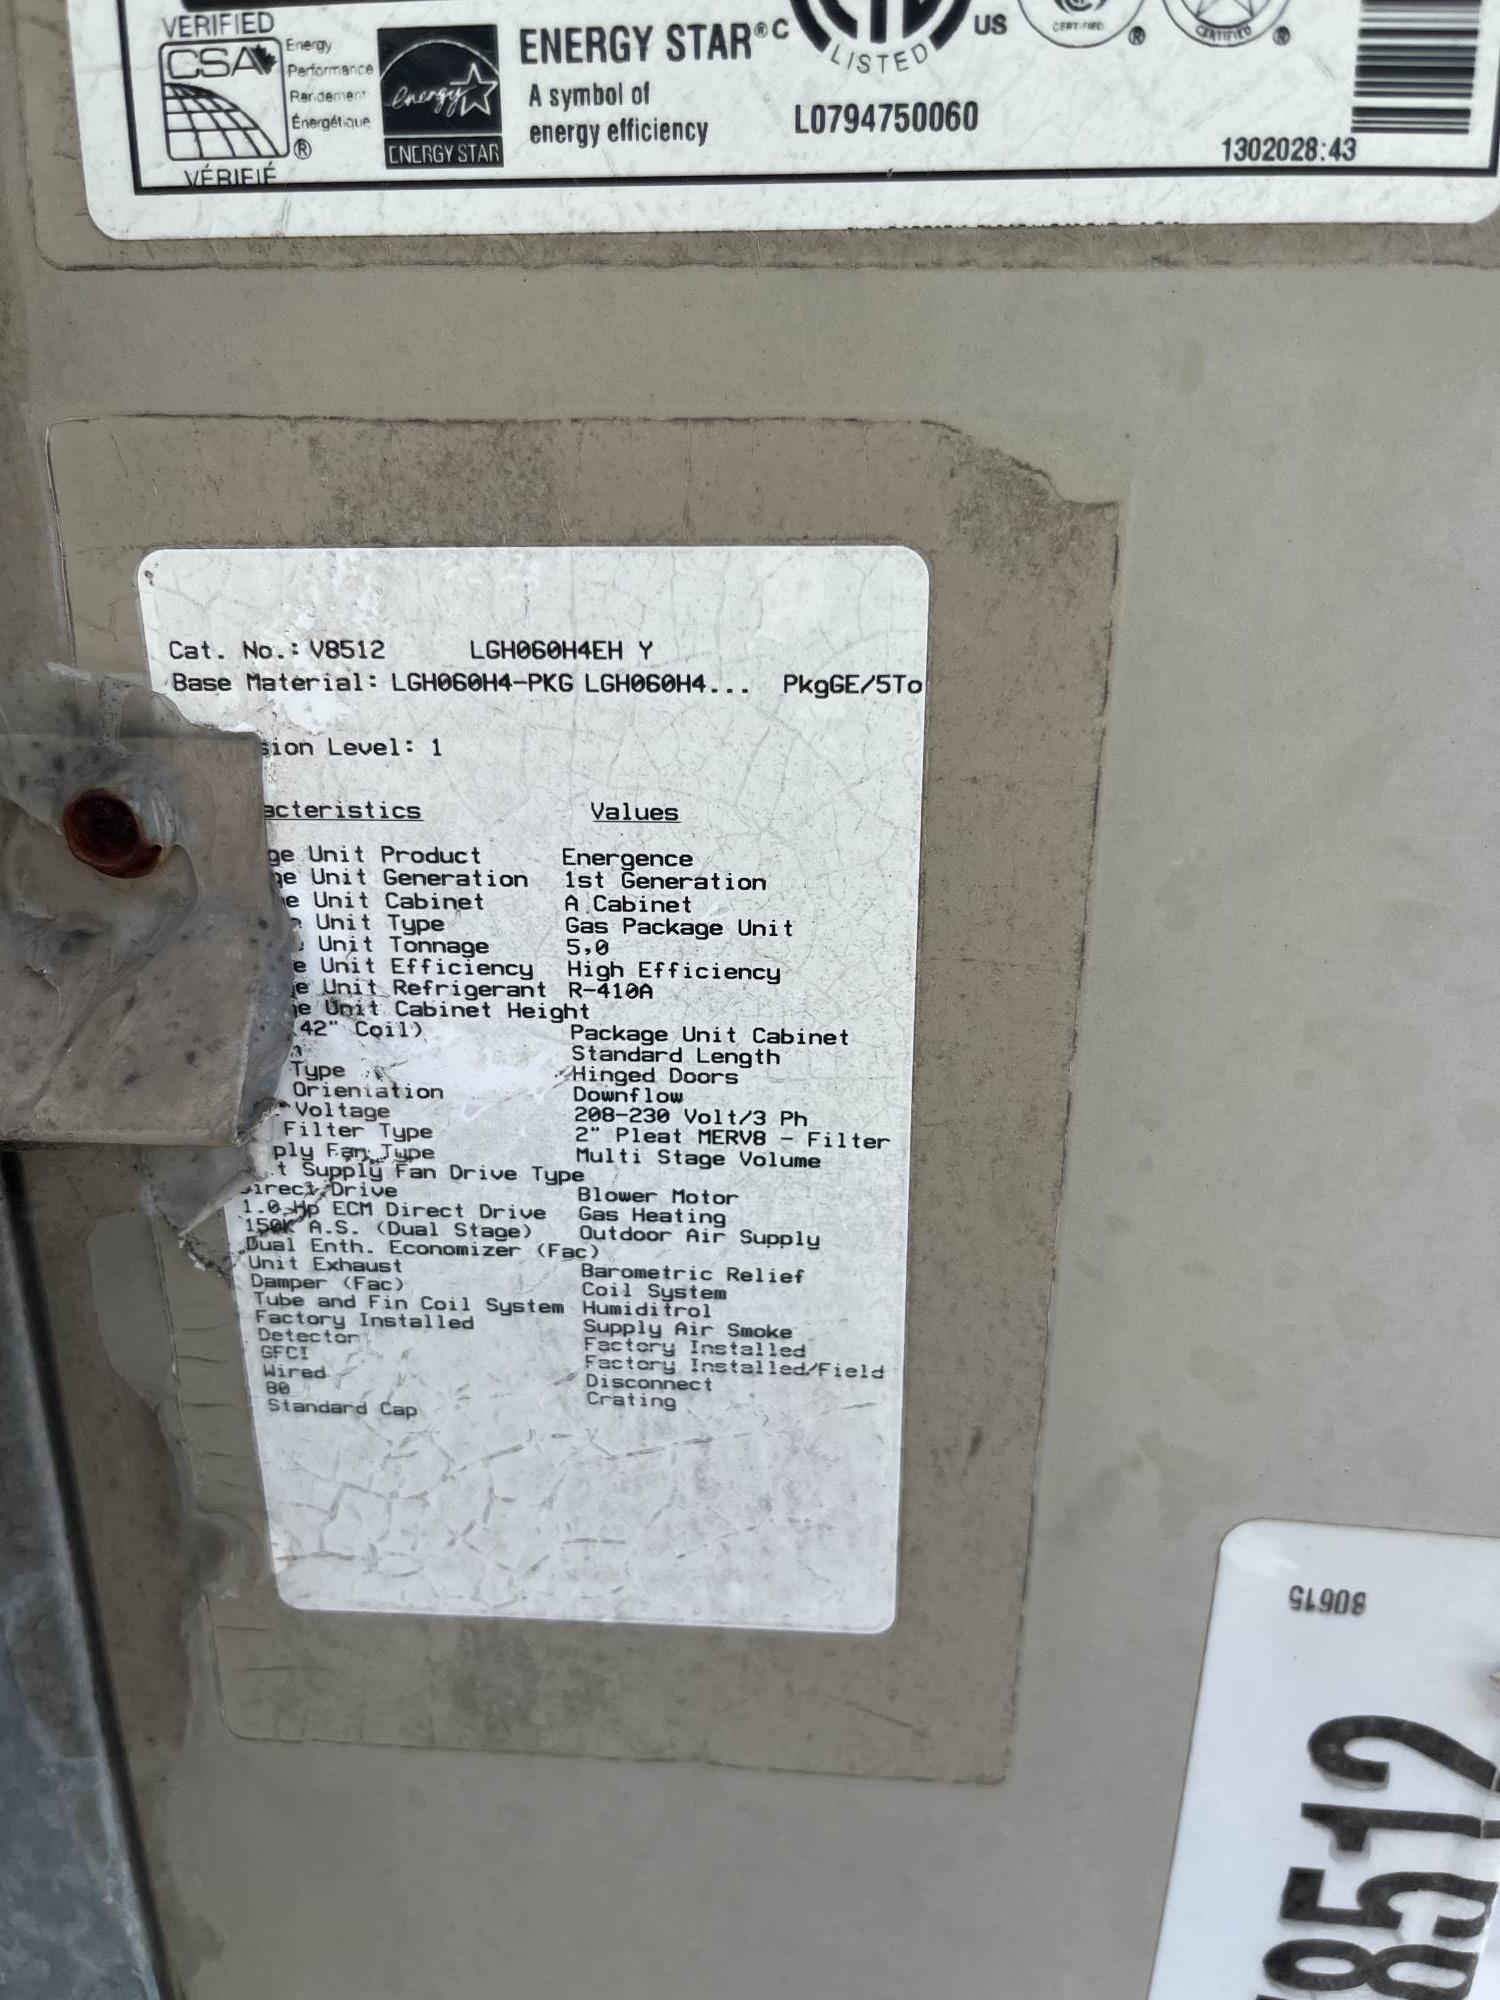 VERIFIED
CSA
Energy
Performance
Rendement
Énergétique
®
VÉRIFIÉ
energy
ENERGY STAR
ENERGY STAR®
A symbol of
energy efficiency
C US
LISTED
L0794750060
CERTIFIED ®
CERTIFIED ®
1302028:43
Cat. No.: V8512 LGH060H4EH Y
Base Material: LGH060H4-PKG LGH060H4... PkgGE/5To
sion Level: 1
acteristics Values
ge Unit Product Energence
ge Unit Generation 1st Generation
e Unit Cabinet A Cabinet
Unit Type Gas Package Unit
Unit Tonnage 5,0
e Unit Efficiency High Efficiency
e Unit Refrigerant R-410A
e Unit Cabinet Height
(42" Coil) Package Unit Cabinet
Standard Length
Type Hinged Doors
Orientation Downflow
Voltage 208-230 Volt/3 Ph
Filter Type 2" Pleat MERV8 - Filter
ply Fan Type Multi Stage Volume
t Supply Fan Drive Type
Direct Drive Blower Motor
1.0 Hp ECM Direct Drive Gas Heating
150K A.S. (Dual Stage) Outdoor Air Supply
Dual Enth. Economizer (Fac)
Unit Exhaust Barometric Relief
Damper (Fac) Coil System
Tube and Fin Coil System Humiditrol
Factory Installed Supply Air Smoke
Detector Factory Installed
GFCI Factory Installed/Field
Wired Disconnect
80 Crating
Standard Cap
80615
8512